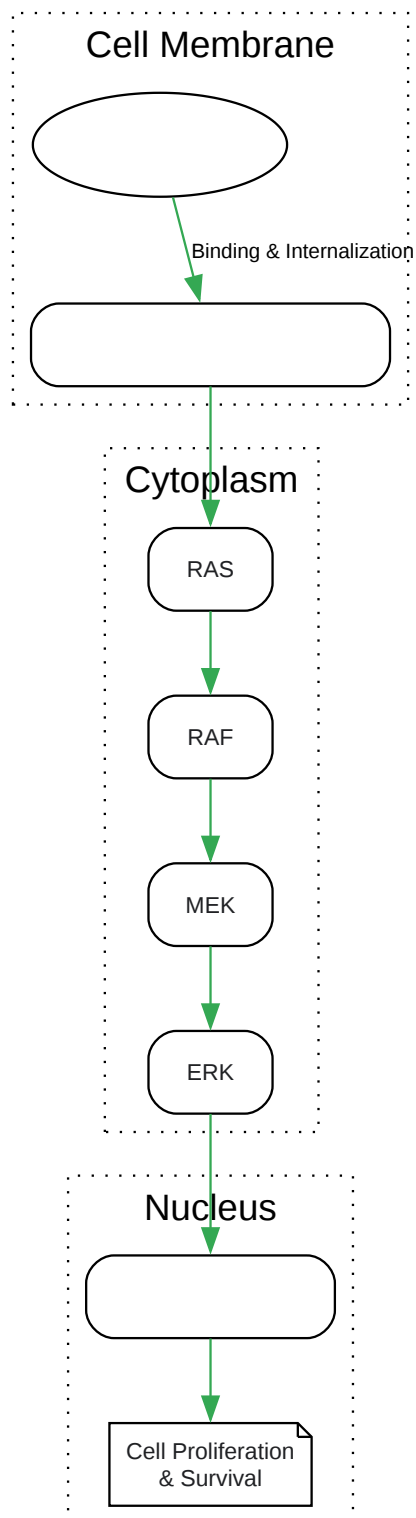 Cell Membrane
Binding & Internalization
Cytoplasm
RAS
RAF
MEK
ERK
Nucleus
Cell Proliferation
& Survival